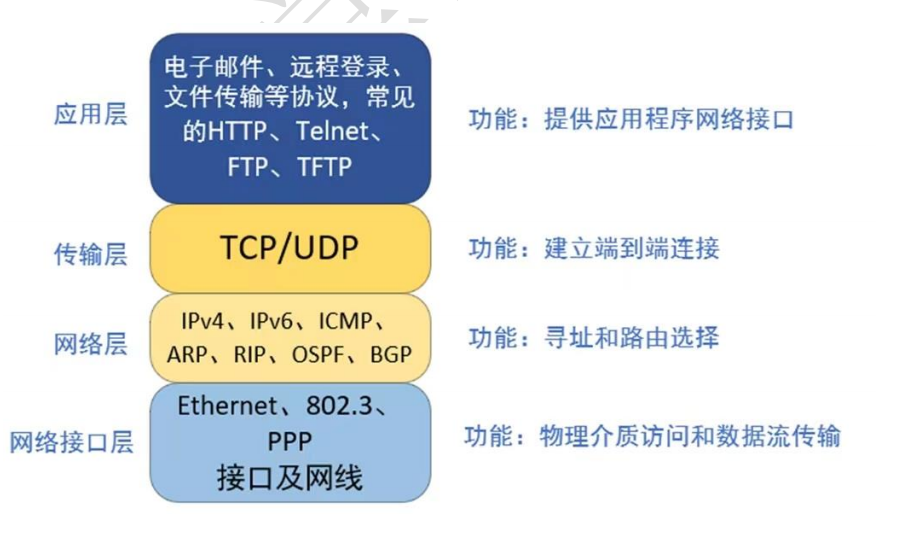 电子邮件、远程登录、
文件传输等协议，常见
的HTTP、Telnet、
FTP、TFTP
应用层
功能：提供应用程序网络接口
传输层
TCP/UDP
功能：建立端到端连接
网络层
IPv4、IPv6、ICMP、
ARP、RIP、OSPF、BGP
功能：寻址和路由选择
网络接口层
Ethernet、802.3、
PPP
接口及网线
功能：物理介质访问和数据流传输